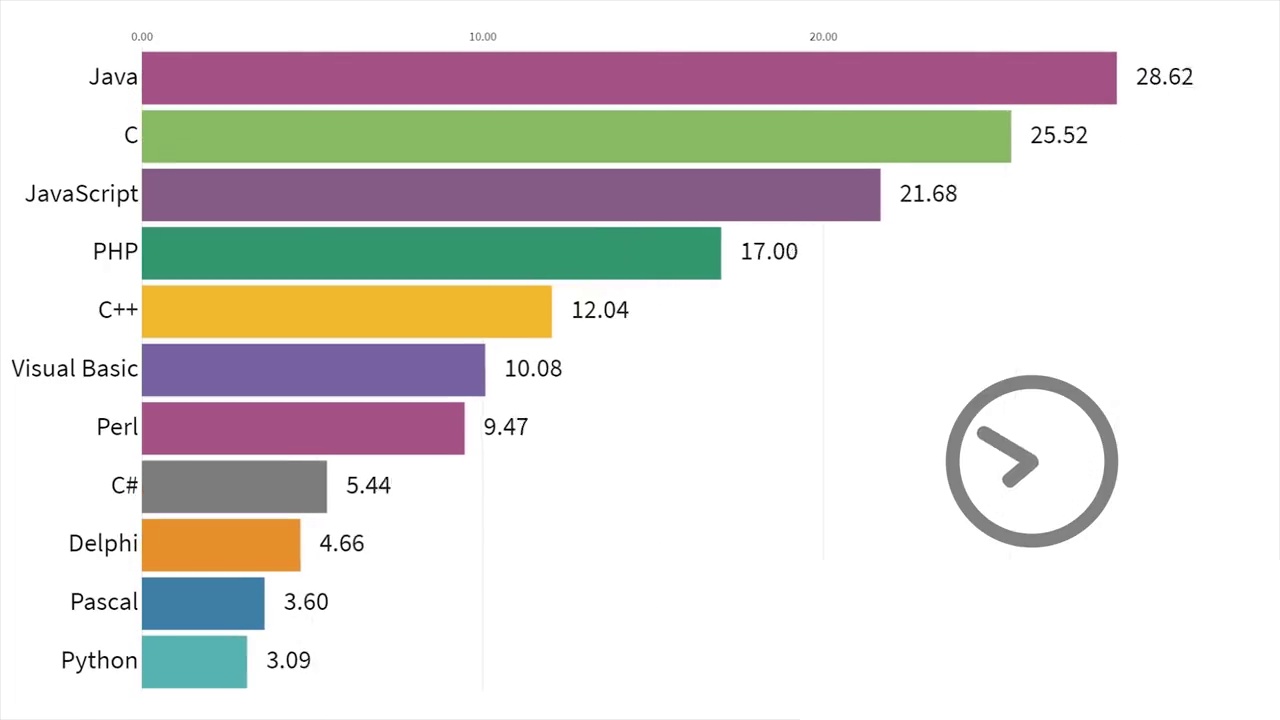 0.00 10.00 20.00
Java 28.62
C 25.52
JavaScript 21.68
PHP 17.00
C++ 12.04
Visual Basic 10.08
Perl 9.47
C# 5.44
Delphi 4.66
Pascal 3.60
Python 3.09